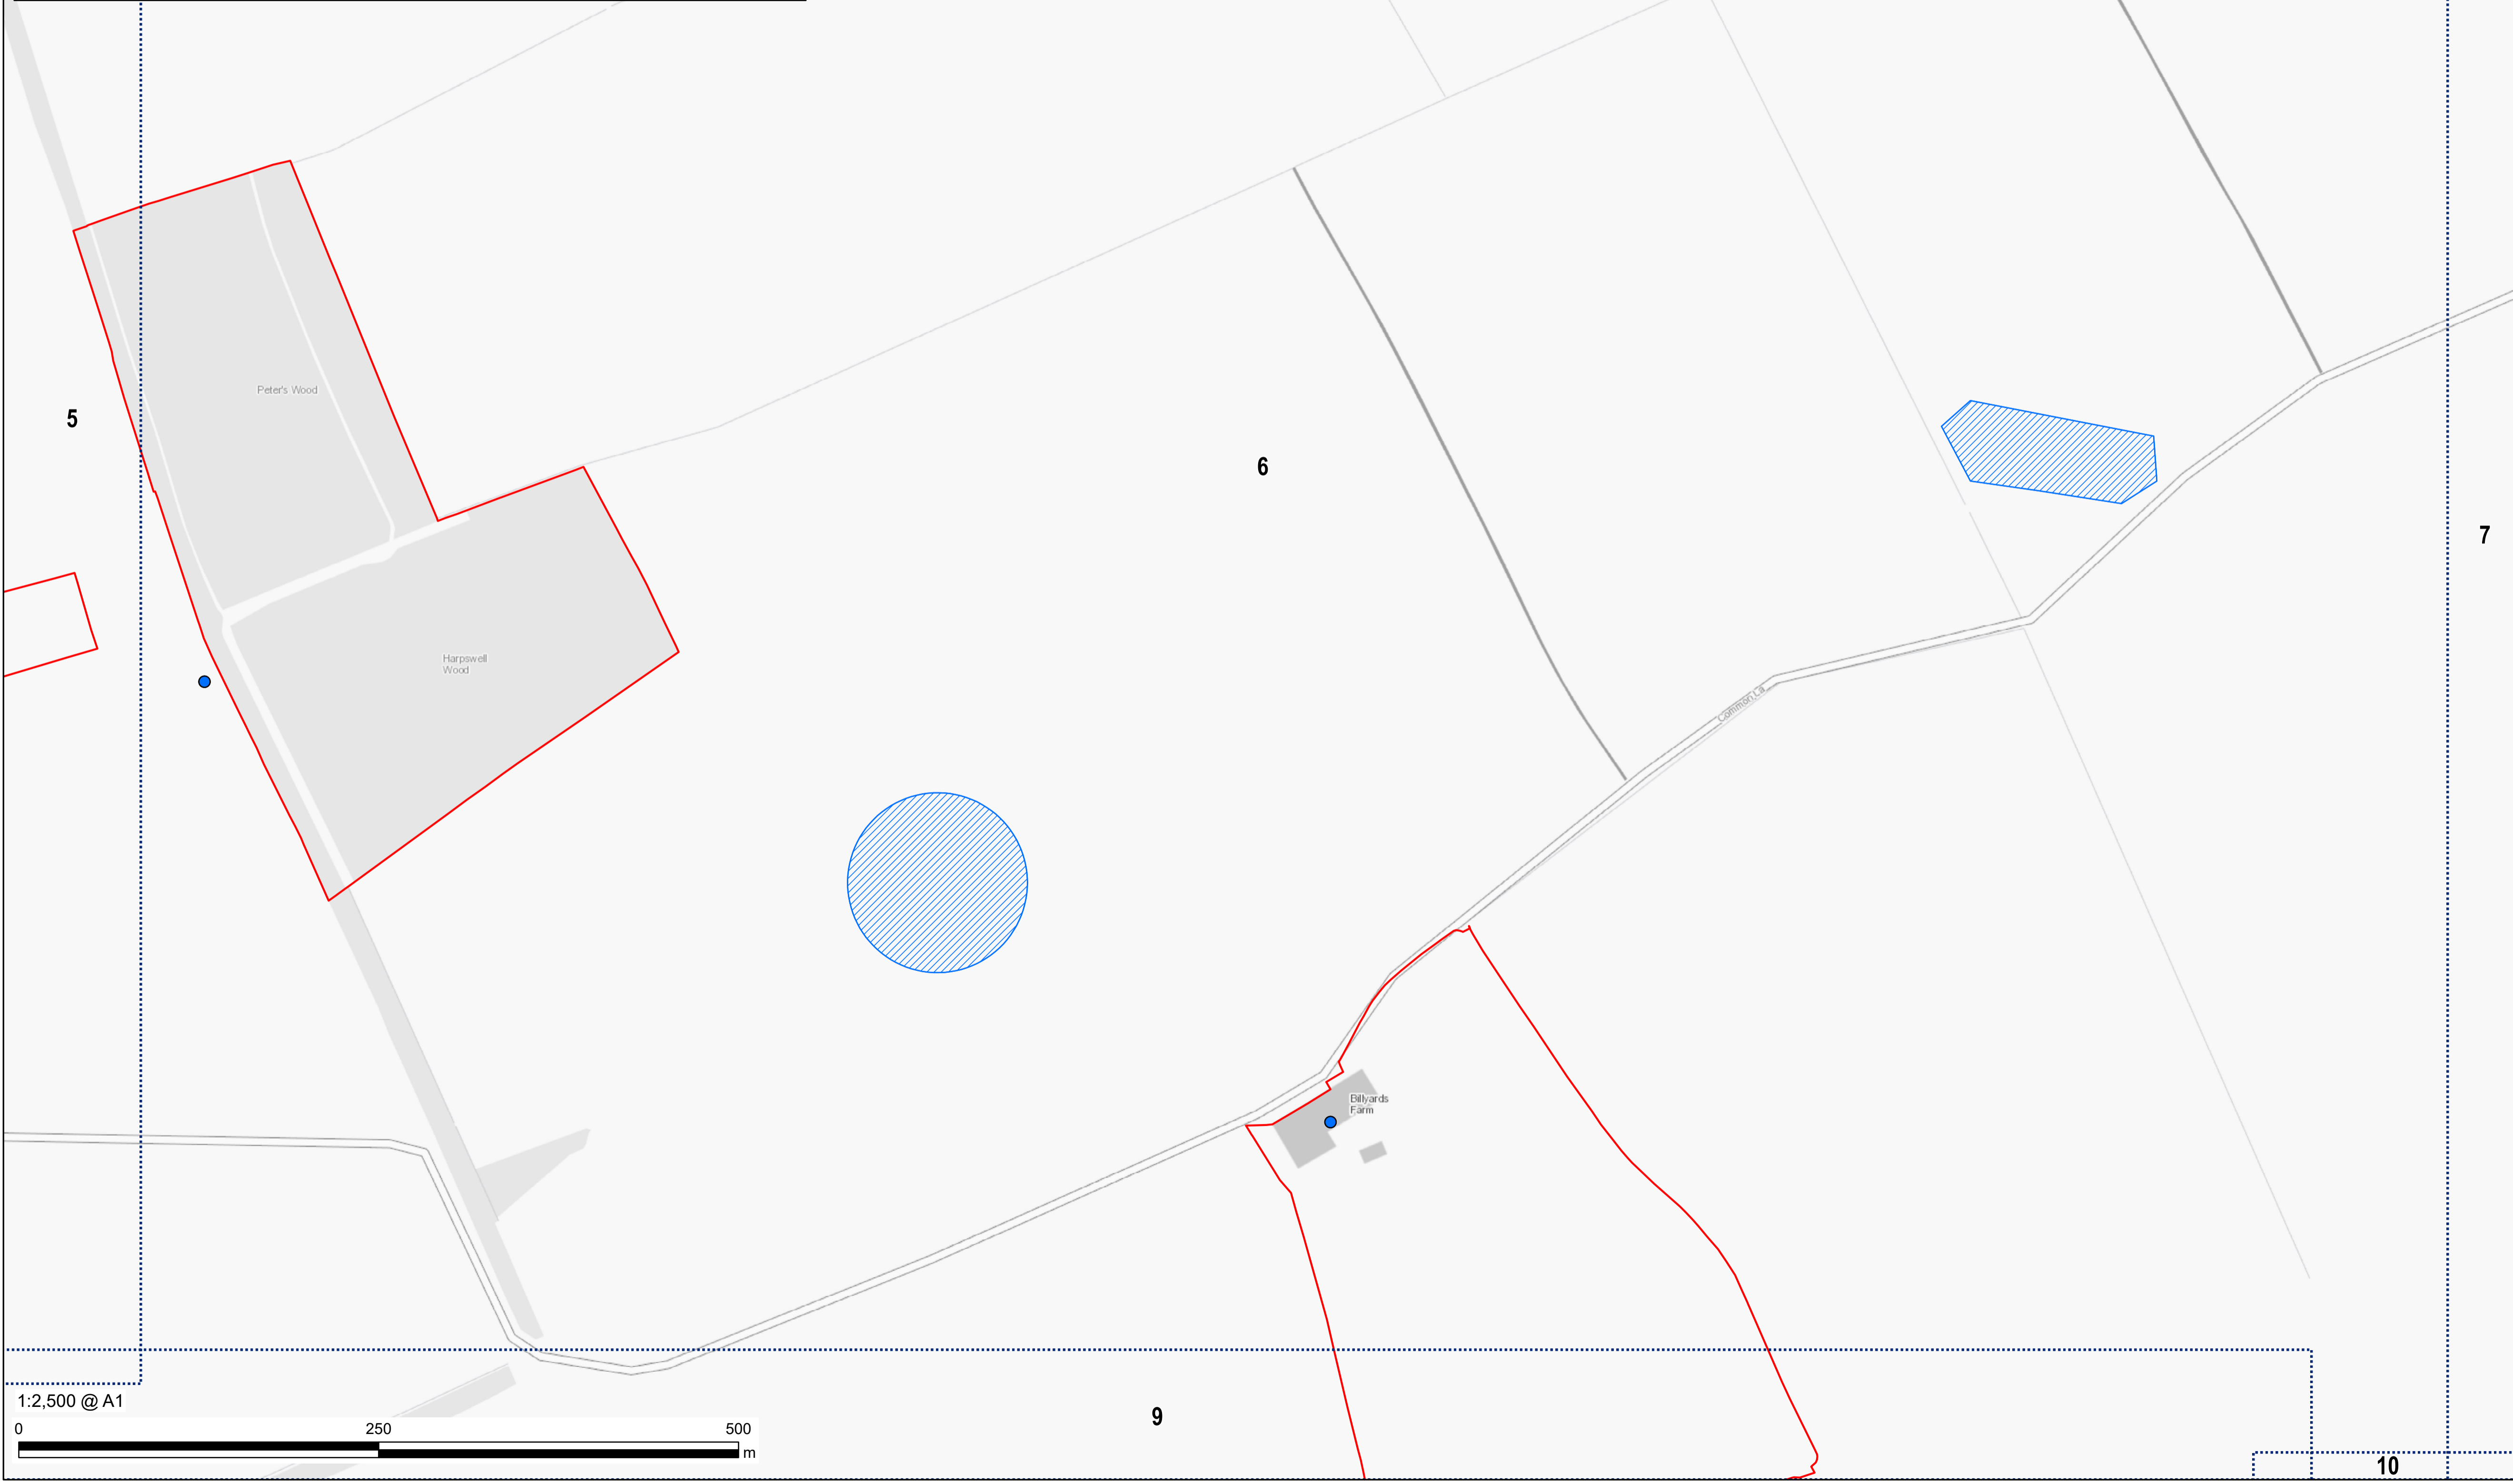 Peter's Wood
5
6
7
Harpswell
Wood
Common La
Billyards
Farm
1:2,500 @ A1
0 250 500
m
9
10